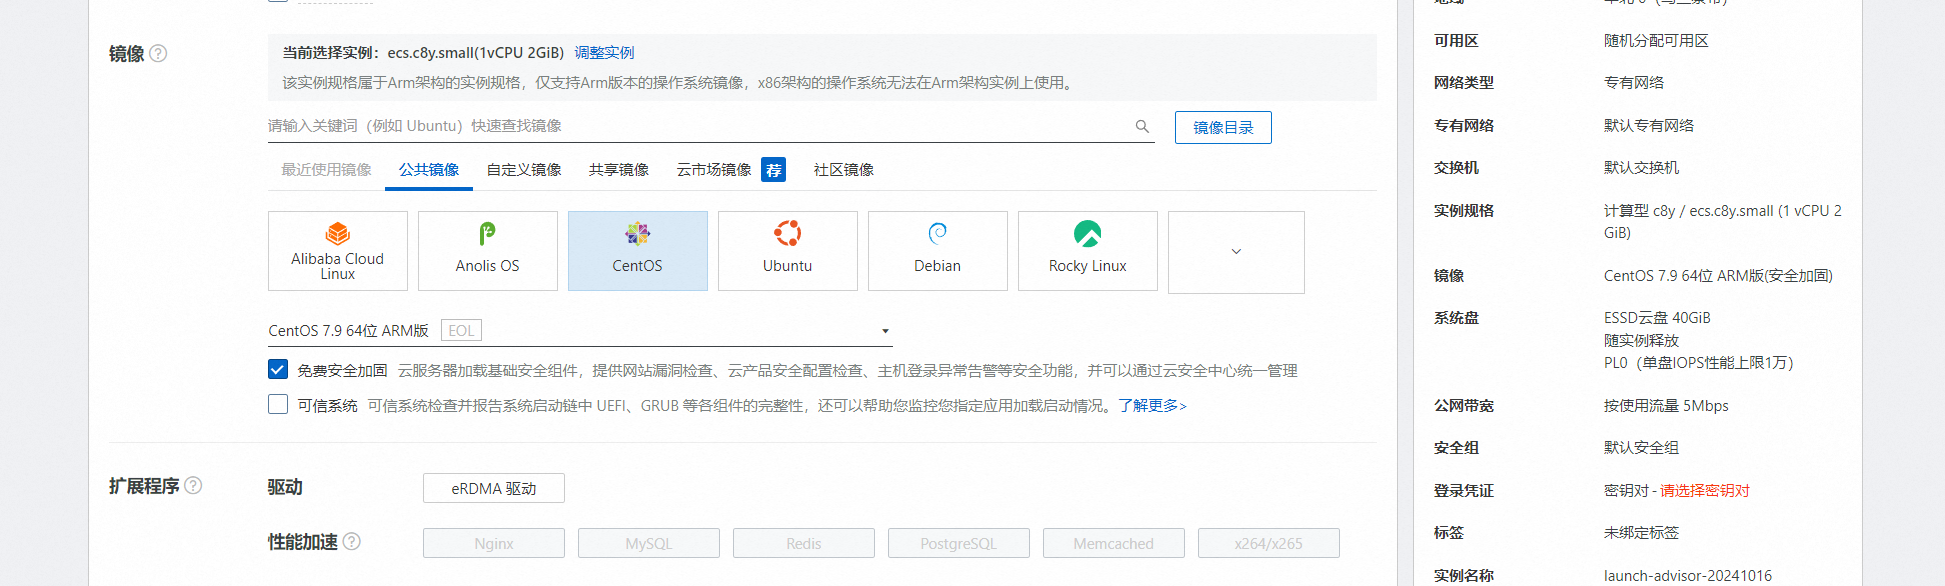 镜像
当前选择实例：ecs.c8y.small(1vCPU 2GiB) 调整实例
该实例规格属于Arm架构的实例规格，仅支持Arm版本的操作系统镜像，x86架构的操作系统无法在Arm架构实例上使用。
请输入关键词（例如 Ubuntu）快速查找镜像
镜像目录
最近使用镜像 公共镜像 自定义镜像 共享镜像 云市场镜像 荐 社区镜像
Alibaba Cloud
Linux
Anolis OS
CentOS
Ubuntu
Debian
Rocky Linux
CentOS 7.9 64位 ARM版 EOL
免费安全加固 云服务器加载基础安全组件，提供网站漏洞检查、云产品安全配置检查、主机登录异常告警等安全功能，并可以通过云安全中心统一管理
可信系统 可信系统检查并报告系统启动链中 UEFI、GRUB 等各组件的完整性，还可以帮助您监控您指定应用加载启动情况。了解更多>
扩展程序
驱动
eRDMA 驱动
性能加速
Nginx
MySQL
Redis
PostgreSQL
Memcached
x264/x265
可用区 随机分配可用区
网络类型 专有网络
专有网络 默认专有网络
交换机 默认交换机
实例规格 计算型 c8y / ecs.c8y.small (1 vCPU 2
GiB)
镜像 CentOS 7.9 64位 ARM版(安全加固)
系统盘 ESSD云盘 40GiB
随实例释放
PL0（单盘IOPS性能上限1万）
公网带宽 按使用流量 5Mbps
安全组 默认安全组
登录凭证 密钥对 - 请选择密钥对
标签 未绑定标签
实例名称 launch-advisor-20241016